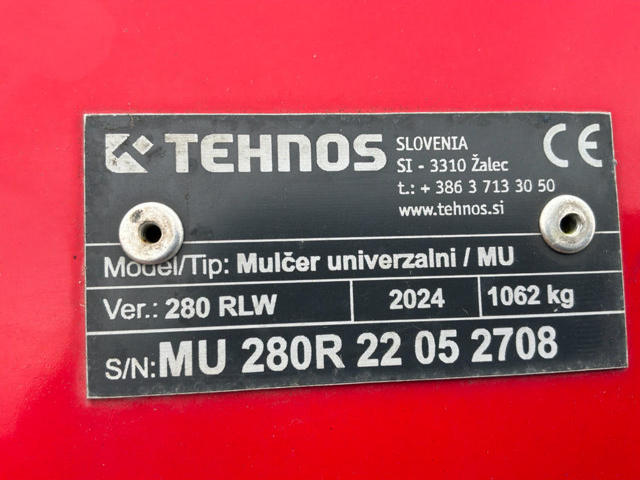 TEHNOS
SLOVENIA
SI - 3310 Žalec
t.: + 386 3 713 30 50
www.tehnos.si
CE
Model/Tip: Mulčer univerzalni / MU
Ver.: 280 RLW 2024 1062 kg
S/N: MU 280R 22 05 2708